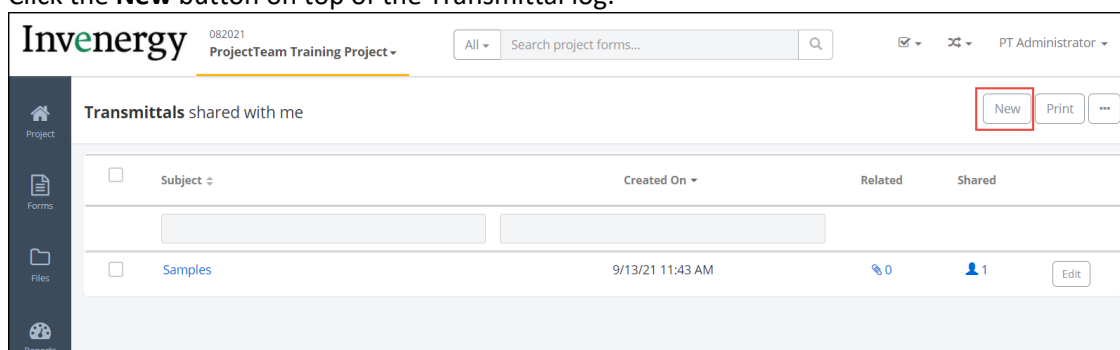 Click the New button on top of the Transmittal log.
Invenergy
082021
ProjectTeam Training Project
All
Search project forms...
PT Administrator
Project
Transmittals shared with me
New
Print
Subject
Created On
Related
Shared
Forms
Samples
9/13/21 11:43 AM
0
1
Edit
Files
Reports